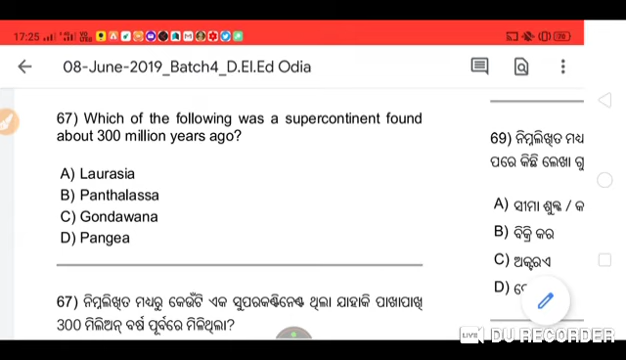 17:25
08-June-2019_Batch4_D.El.Ed Odia
67) Which of the following was a supercontinent found
about 300 million years ago?
A) Laurasia
B) Panthalassa
C) Gondawana
D) Pangea
67) ନିମ୍ନଲିଖିତ ମଧ୍ୟରୁ କେଉଁଟି ଏକ ସୁପରକଣ୍ଟିନେଣ୍ଟ ଥିଲା ଯାହାକି ପାଖାପାଖି
300 ମିଲିଅନ୍ ବର୍ଷ ପୂର୍ବରେ ମିଳିଥିଲା?
69) ନିମ୍ନଲିଖିତ ମଧ୍ୟ
ପରେ କିଛି ଲେଖା ଗୁ
A) ସୀମା ଶୁଳ୍କ / କ
B) ବିକ୍ରି କର
C) ଅକ୍ଟ୍ରଏ
D)
LIVE DU RECORDER